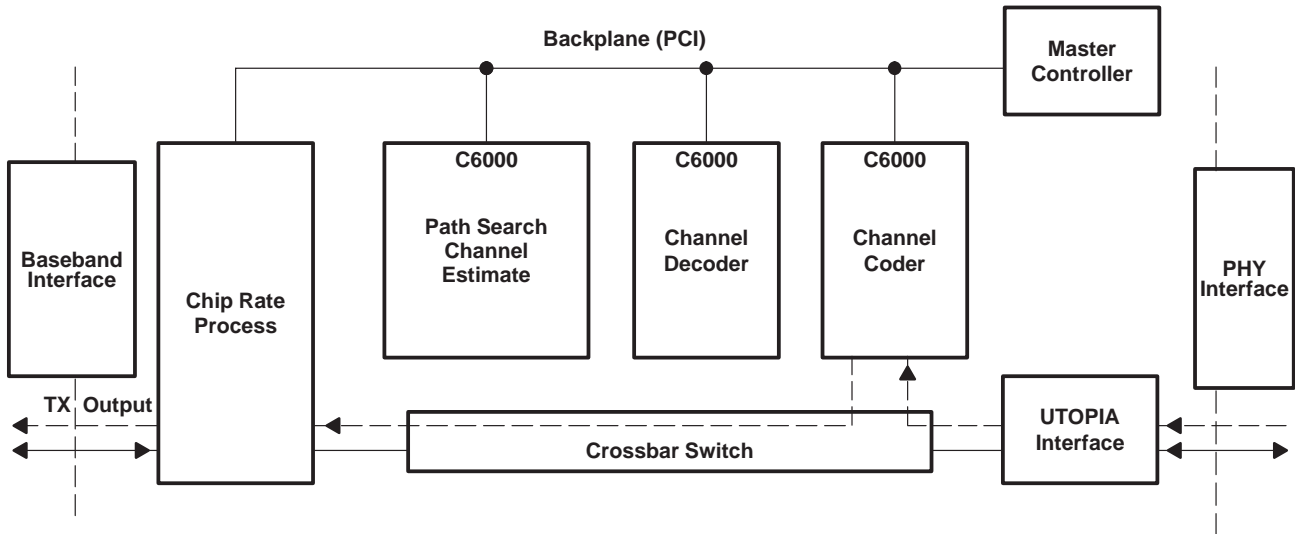 Backplane (PCI)
Master
Controller
C6000
Path Search
Channel
Estimate
C6000
Channel
Decoder
C6000
Channel
Coder
Baseband
Interface
Chip Rate
Process
PHY
Interface
TX Output
Crossbar Switch
UTOPIA
Interface